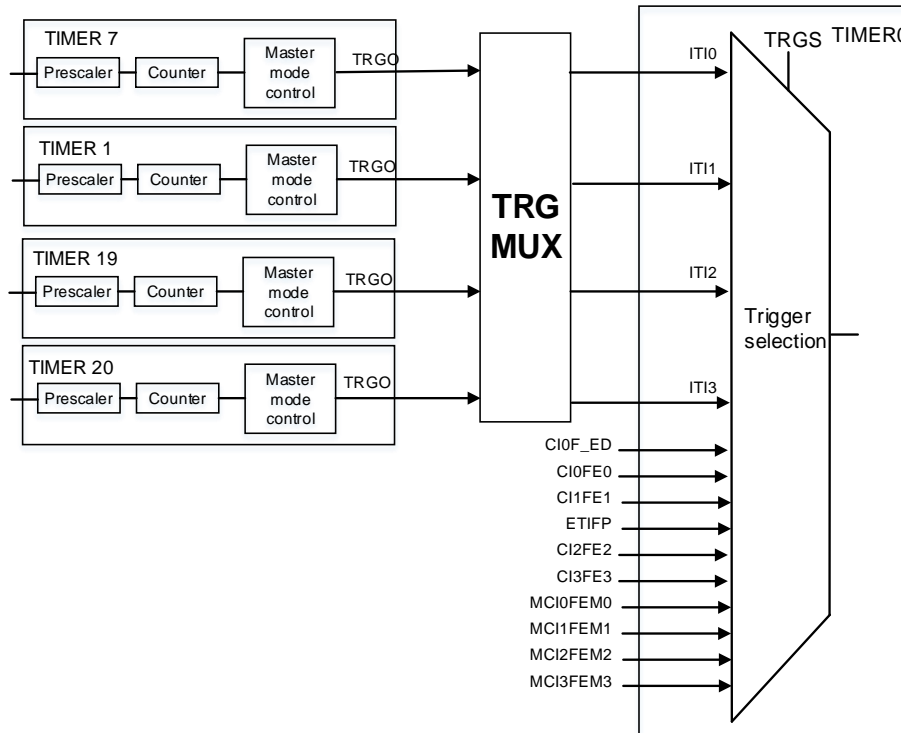 TIMER 7
Prescaler
Counter
Master
mode
control
TRGO
TIMER 1
Prescaler
Counter
Master
mode
control
TRGO
TIMER 19
Prescaler
Counter
Master
mode
control
TRGO
TIMER 20
Prescaler
Counter
Master
mode
control
TRGO
TRG
MUX
TRGS
TIMER0
ITI0
ITI1
ITI2
ITI3
CI0F_ED
CI0FE0
CI1FE1
ETIFP
CI2FE2
CI3FE3
MCI0FEM0
MCI1FEM1
MCI2FEM2
MCI3FEM3
Trigger
selection